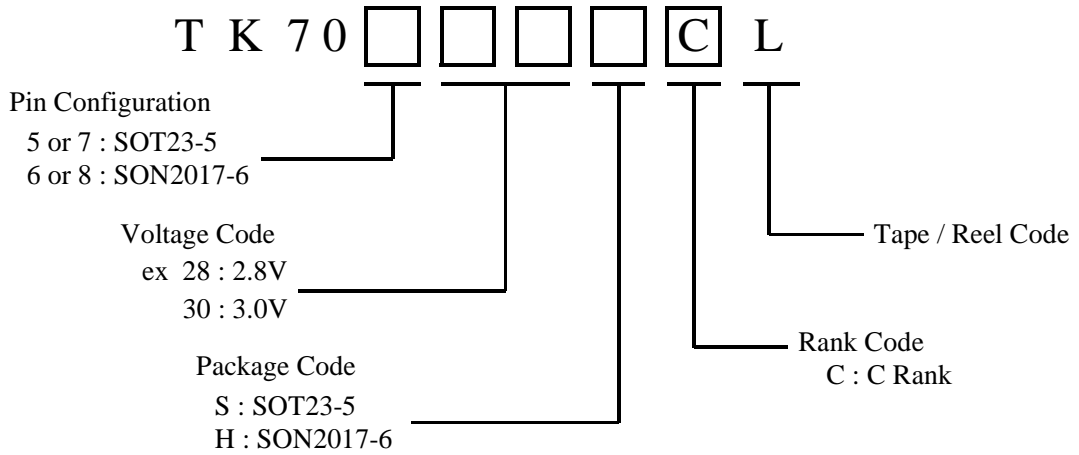 T K 7 0 C L
Pin Configuration
5 or 7 : SOT23-5
6 or 8 : SON2017-6
Voltage Code
ex 28 : 2.8V
30 : 3.0V
Package Code
S : SOT23-5
H : SON2017-6
Tape / Reel Code
Rank Code
C : C Rank